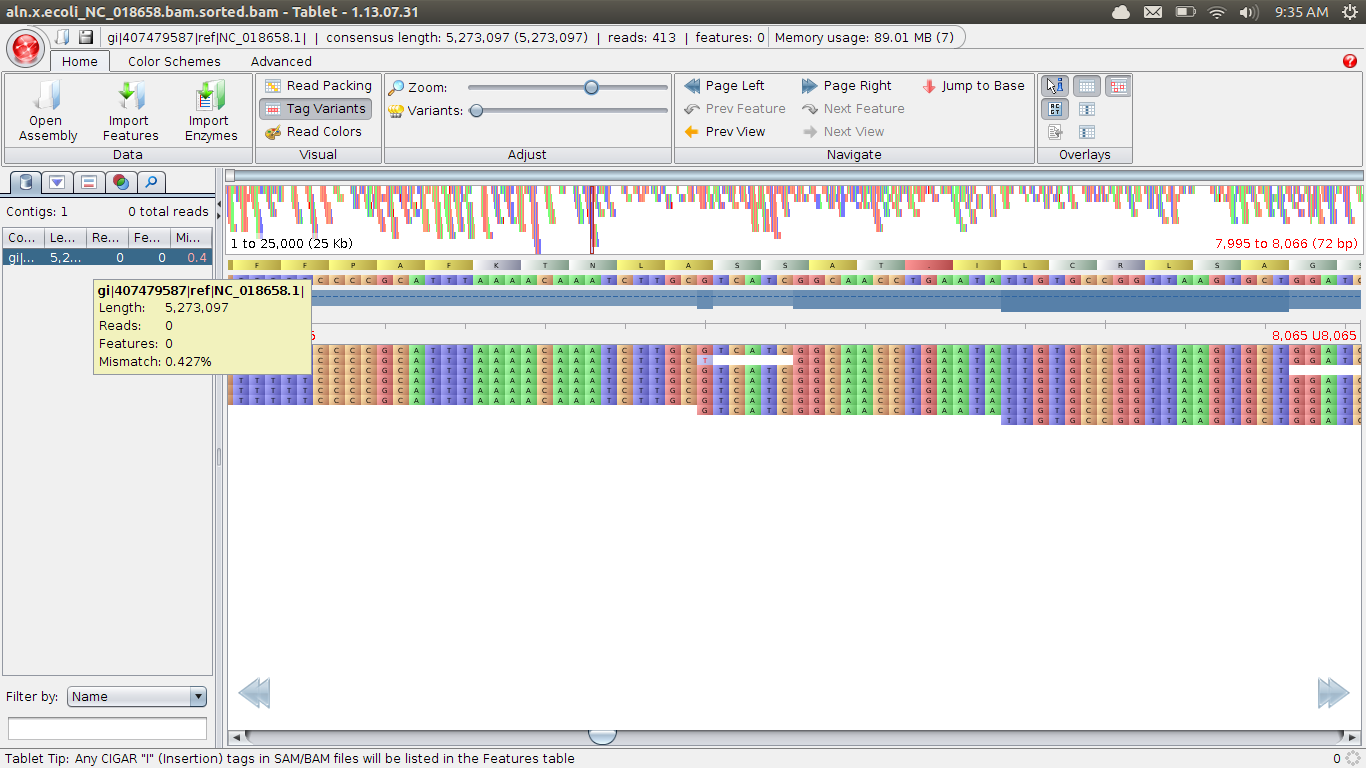 aln.x.ecoli_NC_018658.bam.sorted.bam - Tablet - 1.13.07.31
9:35 AM
gi|407479587|ref|NC_018658.1| | consensus length: 5,273,097 (5,273,097) | reads: 413 | features: 0 Memory usage: 89.01 MB (7)
Home Color Schemes Advanced
Open Assembly
Import Features
Import Enzymes
Data
Read Packing
Tag Variants
Read Colors
Visual
Zoom:
Variants:
Adjust
Page Left Page Right Jump to Base
Prev Feature Next Feature
Prev View Next View
Navigate
Overlays
Contigs: 1 0 total reads
Co... Le... Re... Fe... Mi...
gi|... 5,2... 0 0 0.4
gi|407479587|ref|NC_018658.1|
Length: 5,273,097
Reads: 0
Features: 0
Mismatch: 0.427%
1 to 25,000 (25 Kb) 7,995 to 8,066 (72 bp)
F F P A F K T N L A S S A T . I L C R L S A G S
C C C C G C A T T T A A A A C A A A T C T T G C G T C A T C G G C A A C C T G A A T A T T G T G C C G G T T A A G T G C T G G A T C
8,065 U8,065
C C C C G C A T T T A A A A C A A A T C T T G C G T C A T C G G C A A C C T G A A T A T T G T G C C G G T T A A G T G C T G G A T C
C C C C G C A T T T A A A A C A A A T C T T G C T G G C A A C C T G A A T A T T G T G C C G G T T A A G T G C T G G A T C
C C C C G C A T T T A A A A C A A A T C T T G C G T C A T C G G C A A C C T G A A T A T T G T G C C G G T T A A G T G C T
T T T T T C C C C G C A T T T A A A A C A A A T C T T G C G T C A T C G G C A A C C T G A A T A T T G T G C C G G T T A A G T G C T G G A T C
T T T T T C C C C G C A T T T A A A A C A A A T C T T G C G T C A T C G G C A A C C T G A A T A T T G T G C C G G T T A A G T G C T G G A T C
T T T T T C C C C G C A T T T A A A A C A A A T C T T G C G T C A T C G G C A A C C T G A A T A T T G T G C C G G T T A A G T G C T G G A T C
G T C A T C G G C A A C C T G A A T A T T G T G C C G G T T A A G T G C T G G A T C
T T G T G C C G G T T A A G T G C T G G A T C
Filter by: Name
Tablet Tip: Any CIGAR "I" (Insertion) tags in SAM/BAM files will be listed in the Features table 0